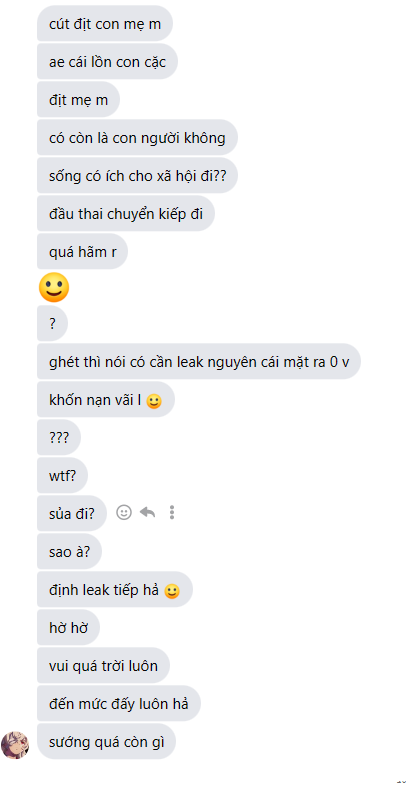 cút địt con mẹ m
ae cái lồn con cặc
địt mẹ m
có còn là con người không
sống có ích cho xã hội đi??
đầu thai chuyển kiếp đi
quá hãm r
?
ghét thì nói có cần leak nguyên cái mặt ra 0 v
khốn nạn vãi l
???
wtf?
sủa đi?
sao à?
định leak tiếp hả
hờ hờ
vui quá trời luôn
đến mức đấy luôn hả
sướng quá còn gì